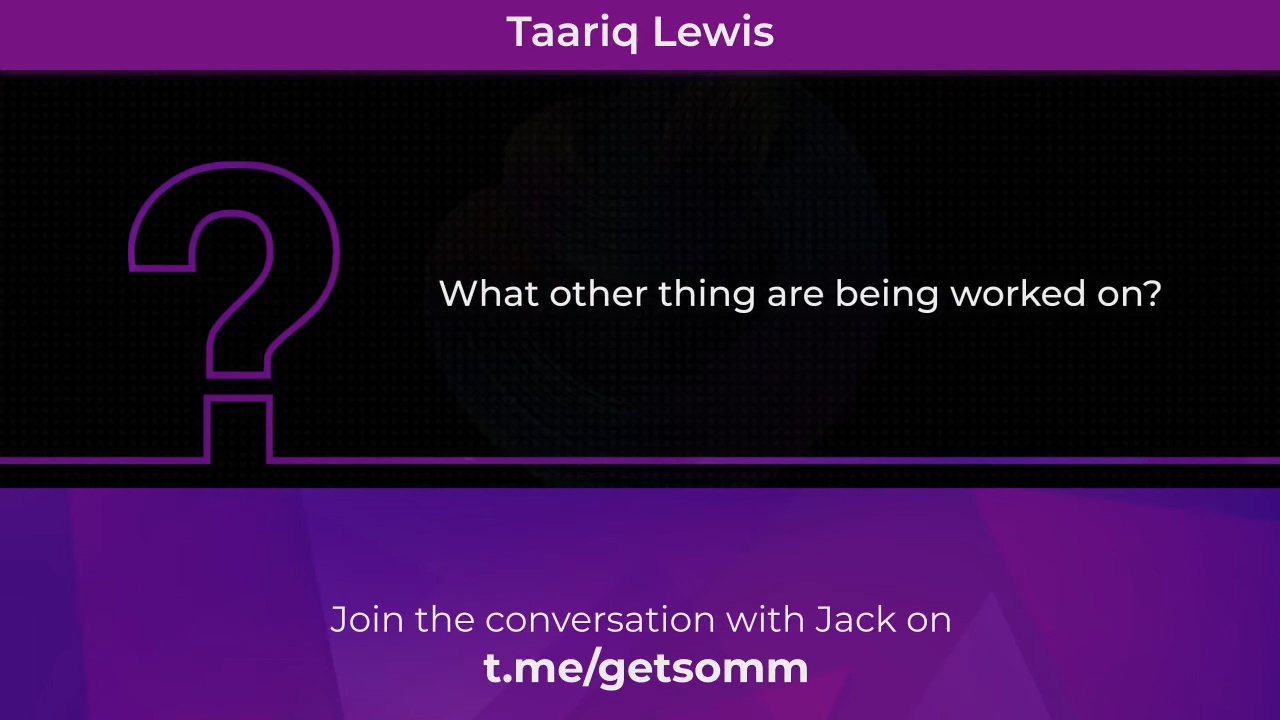 Taariq Lewis
What other thing are being worked on?
Join the conversation with Jack on
t.me/getsomm